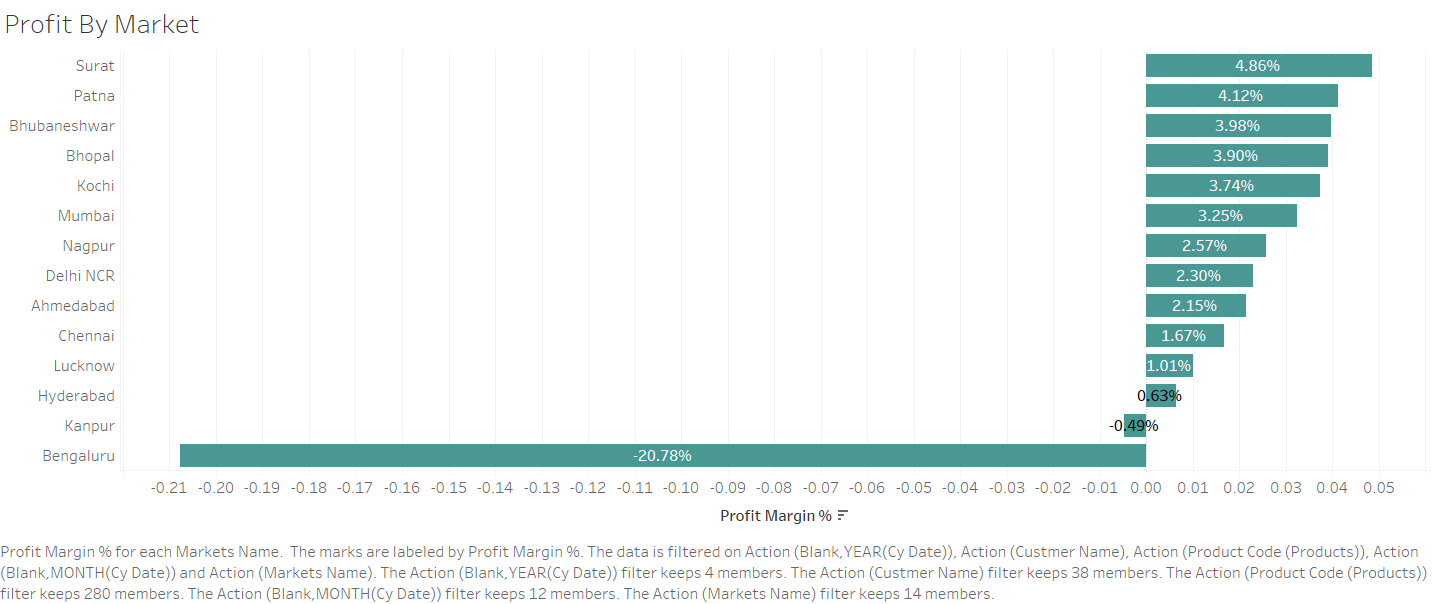 Profit By Market
Surat 4.86%
Patna 4.12%
Bhubaneshwar 3.98%
Bhopal 3.90%
Kochi 3.74%
Mumbai 3.25%
Nagpur 2.57%
Delhi NCR 2.30%
Ahmedabad 2.15%
Chennai 1.67%
Lucknow 1.01%
Hyderabad 0.63%
Kanpur -0.49%
Bengaluru -20.78%
-0.21 -0.20 -0.19 -0.18 -0.17 -0.16 -0.15 -0.14 -0.13 -0.12 -0.11 -0.10 -0.09 -0.08 -0.07 -0.06 -0.05 -0.04 -0.03 -0.02 -0.01 0.00 0.01 0.02 0.03 0.04 0.05
Profit Margin %
Profit Margin % for each Markets Name.  The marks are labeled by Profit Margin %. The data is filtered on Action (Blank,YEAR(Cy Date)), Action (Custmer Name), Action (Product Code (Products)), Action
(Blank,MONTH(Cy Date)) and Action (Markets Name). The Action (Blank,YEAR(Cy Date)) filter keeps 4 members. The Action (Custmer Name) filter keeps 38 members. The Action (Product Code (Products))
filter keeps 280 members. The Action (Blank,MONTH(Cy Date)) filter keeps 12 members. The Action (Markets Name) filter keeps 14 members.